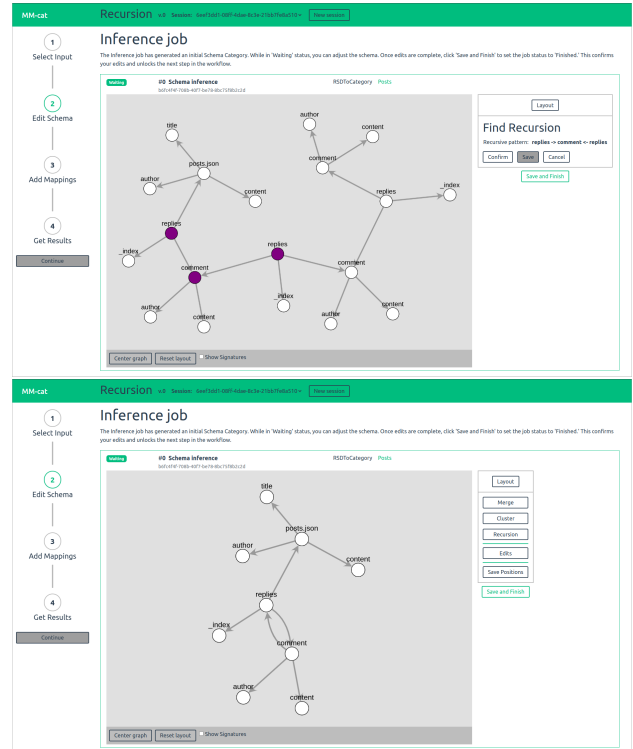 MM-cat
Recursion v.0 Session:
New session
1
Select Input
2
Edit Schema
3
Add Mappings
4
Get Results
Continue
Inference job
The Inference job has generated an initial Schema Category. While in 'Waiting' status, you can adjust the schema. Once edits are complete, click 'Save and Finish' to set the job status to 'Finished.' This confirms
your edits and unlocks the next step in the workflow.
Waiting #0 Schema inference RSDToCategory Posts
author
title
content
comment
posts.json
author
content
replies
_index
replies
replies
_index
comment
comment
author
content
_index
author
content
Center graph Reset layout Show Signatures
Layout
Find Recursion
Recursive pattern: replies -> comment <- replies
Confirm Save Cancel
Save and Finish
MM-cat
Recursion v.0 Session:
New session
1
Select Input
2
Edit Schema
3
Add Mappings
4
Get Results
Continue
Inference job
The Inference job has generated an initial Schema Category. While in 'Waiting' status, you can adjust the schema. Once edits are complete, click 'Save and Finish' to set the job status to 'Finished.' This confirms
your edits and unlocks the next step in the workflow.
Waiting #0 Schema inference RSDToCategory Posts
title
posts.json
author
content
replies
_index
comment
author
content
Center graph Reset layout Show Signatures
Layout
Merge
Cluster
Recursion
Edits
Save Positions
Save and Finish